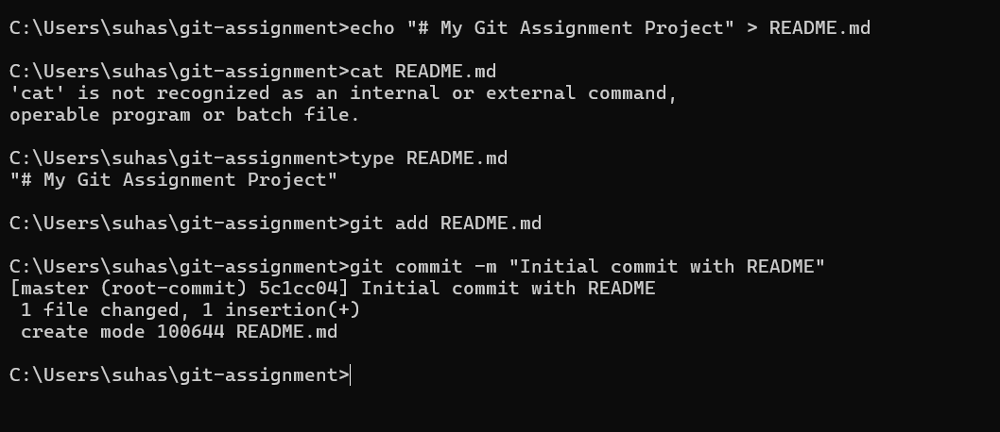 C:\Users\suhas\git-assignment>echo "# My Git Assignment Project" > README.md
C:\Users\suhas\git-assignment>cat README.md
'cat' is not recognized as an internal or external command,
operable program or batch file.
C:\Users\suhas\git-assignment>type README.md
"# My Git Assignment Project"
C:\Users\suhas\git-assignment>git add README.md
C:\Users\suhas\git-assignment>git commit -m "Initial commit with README"
[master (root-commit) 5c1cc04] Initial commit with README
 1 file changed, 1 insertion(+)
 create mode 100644 README.md
C:\Users\suhas\git-assignment>